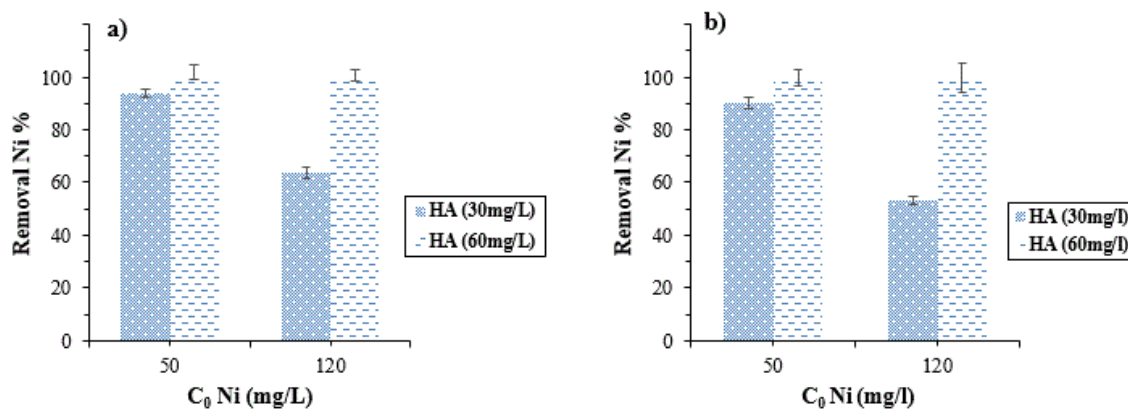 a)
Removal Ni %
100
80
60
40
20
0
50
120
C₀ Ni (mg/L)
HA (30mg/L)
HA (60mg/L)
b)
Removal Ni %
100
80
60
40
20
0
50
120
C₀ Ni (mg/l)
HA (30mg/l)
HA (60mg/l)